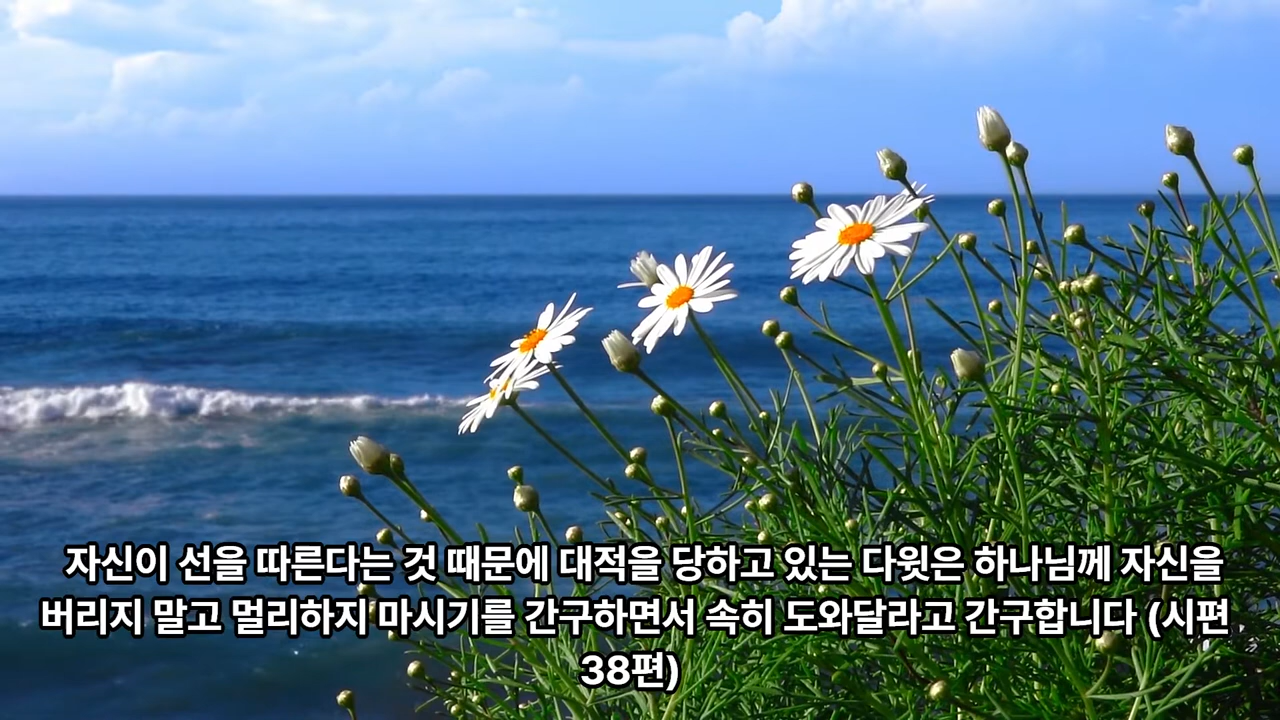 자신이 선을 따른다는 것 때문에 대적을 당하고 있는 다윗은 하나님께 자신을
버리지 말고 멀리하지 마시기를 간구하면서 속히 도와달라고 간구합니다 (시편
38편)